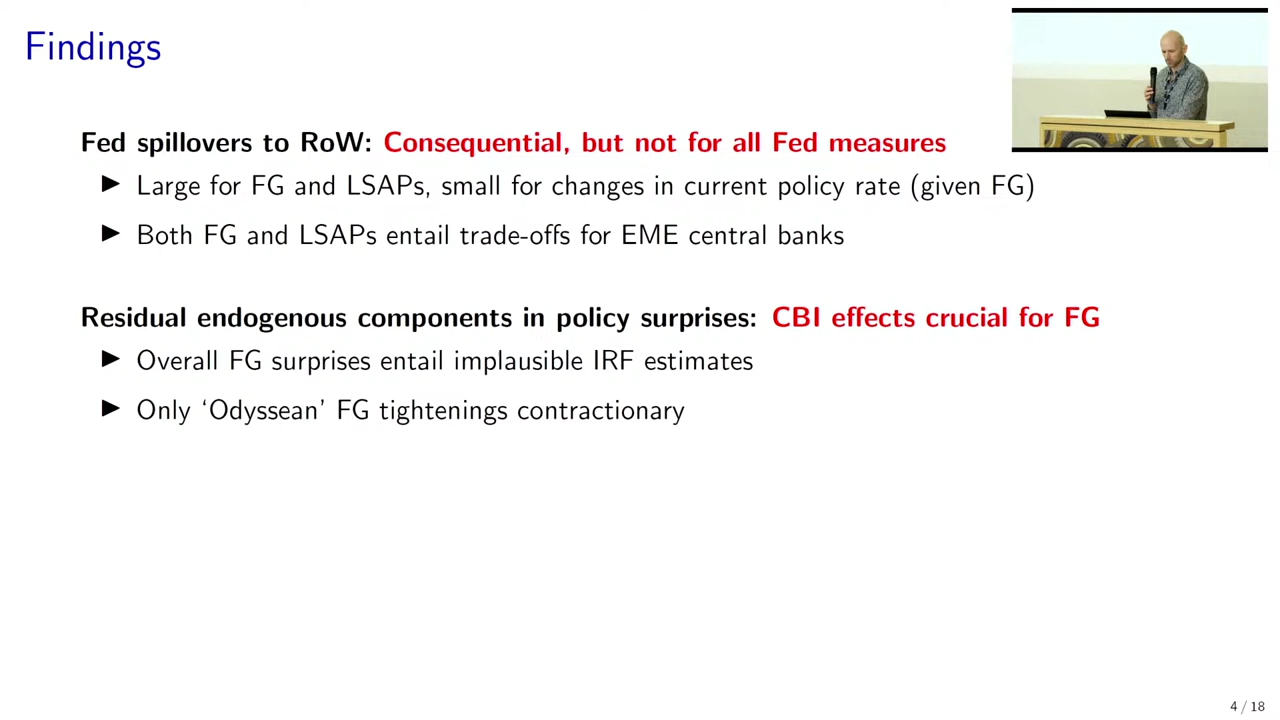 Findings
Fed spillovers to RoW: Consequential, but not for all Fed measures
▶ Large for FG and LSAPs, small for changes in current policy rate (given FG)
▶ Both FG and LSAPs entail trade-offs for EME central banks
Residual endogenous components in policy surprises: CBI effects crucial for FG
▶ Overall FG surprises entail implausible IRF estimates
▶ Only ‘Odyssean’ FG tightenings contractionary
4 / 18